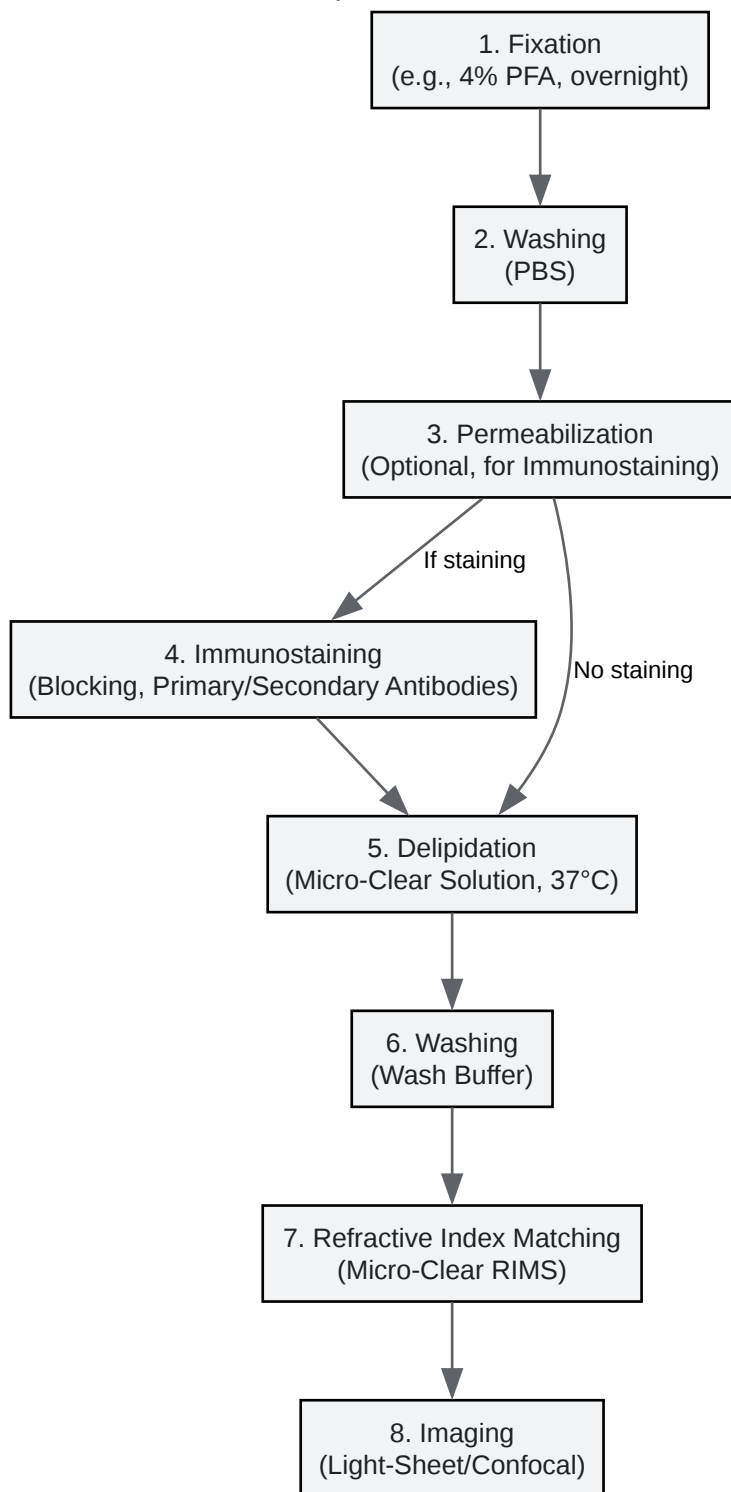 1. Fixation
(e.g., 4% PFA, overnight)
2. Washing
(PBS)
3. Permeabilization
(Optional, for Immunostaining)
If staining
No staining
4. Immunostaining
(Blocking, Primary/Secondary Antibodies)
5. Delipidation
(Micro-Clear Solution, 37°C)
6. Washing
(Wash Buffer)
7. Refractive Index Matching
(Micro-Clear RIMS)
8. Imaging
(Light-Sheet/Confocal)